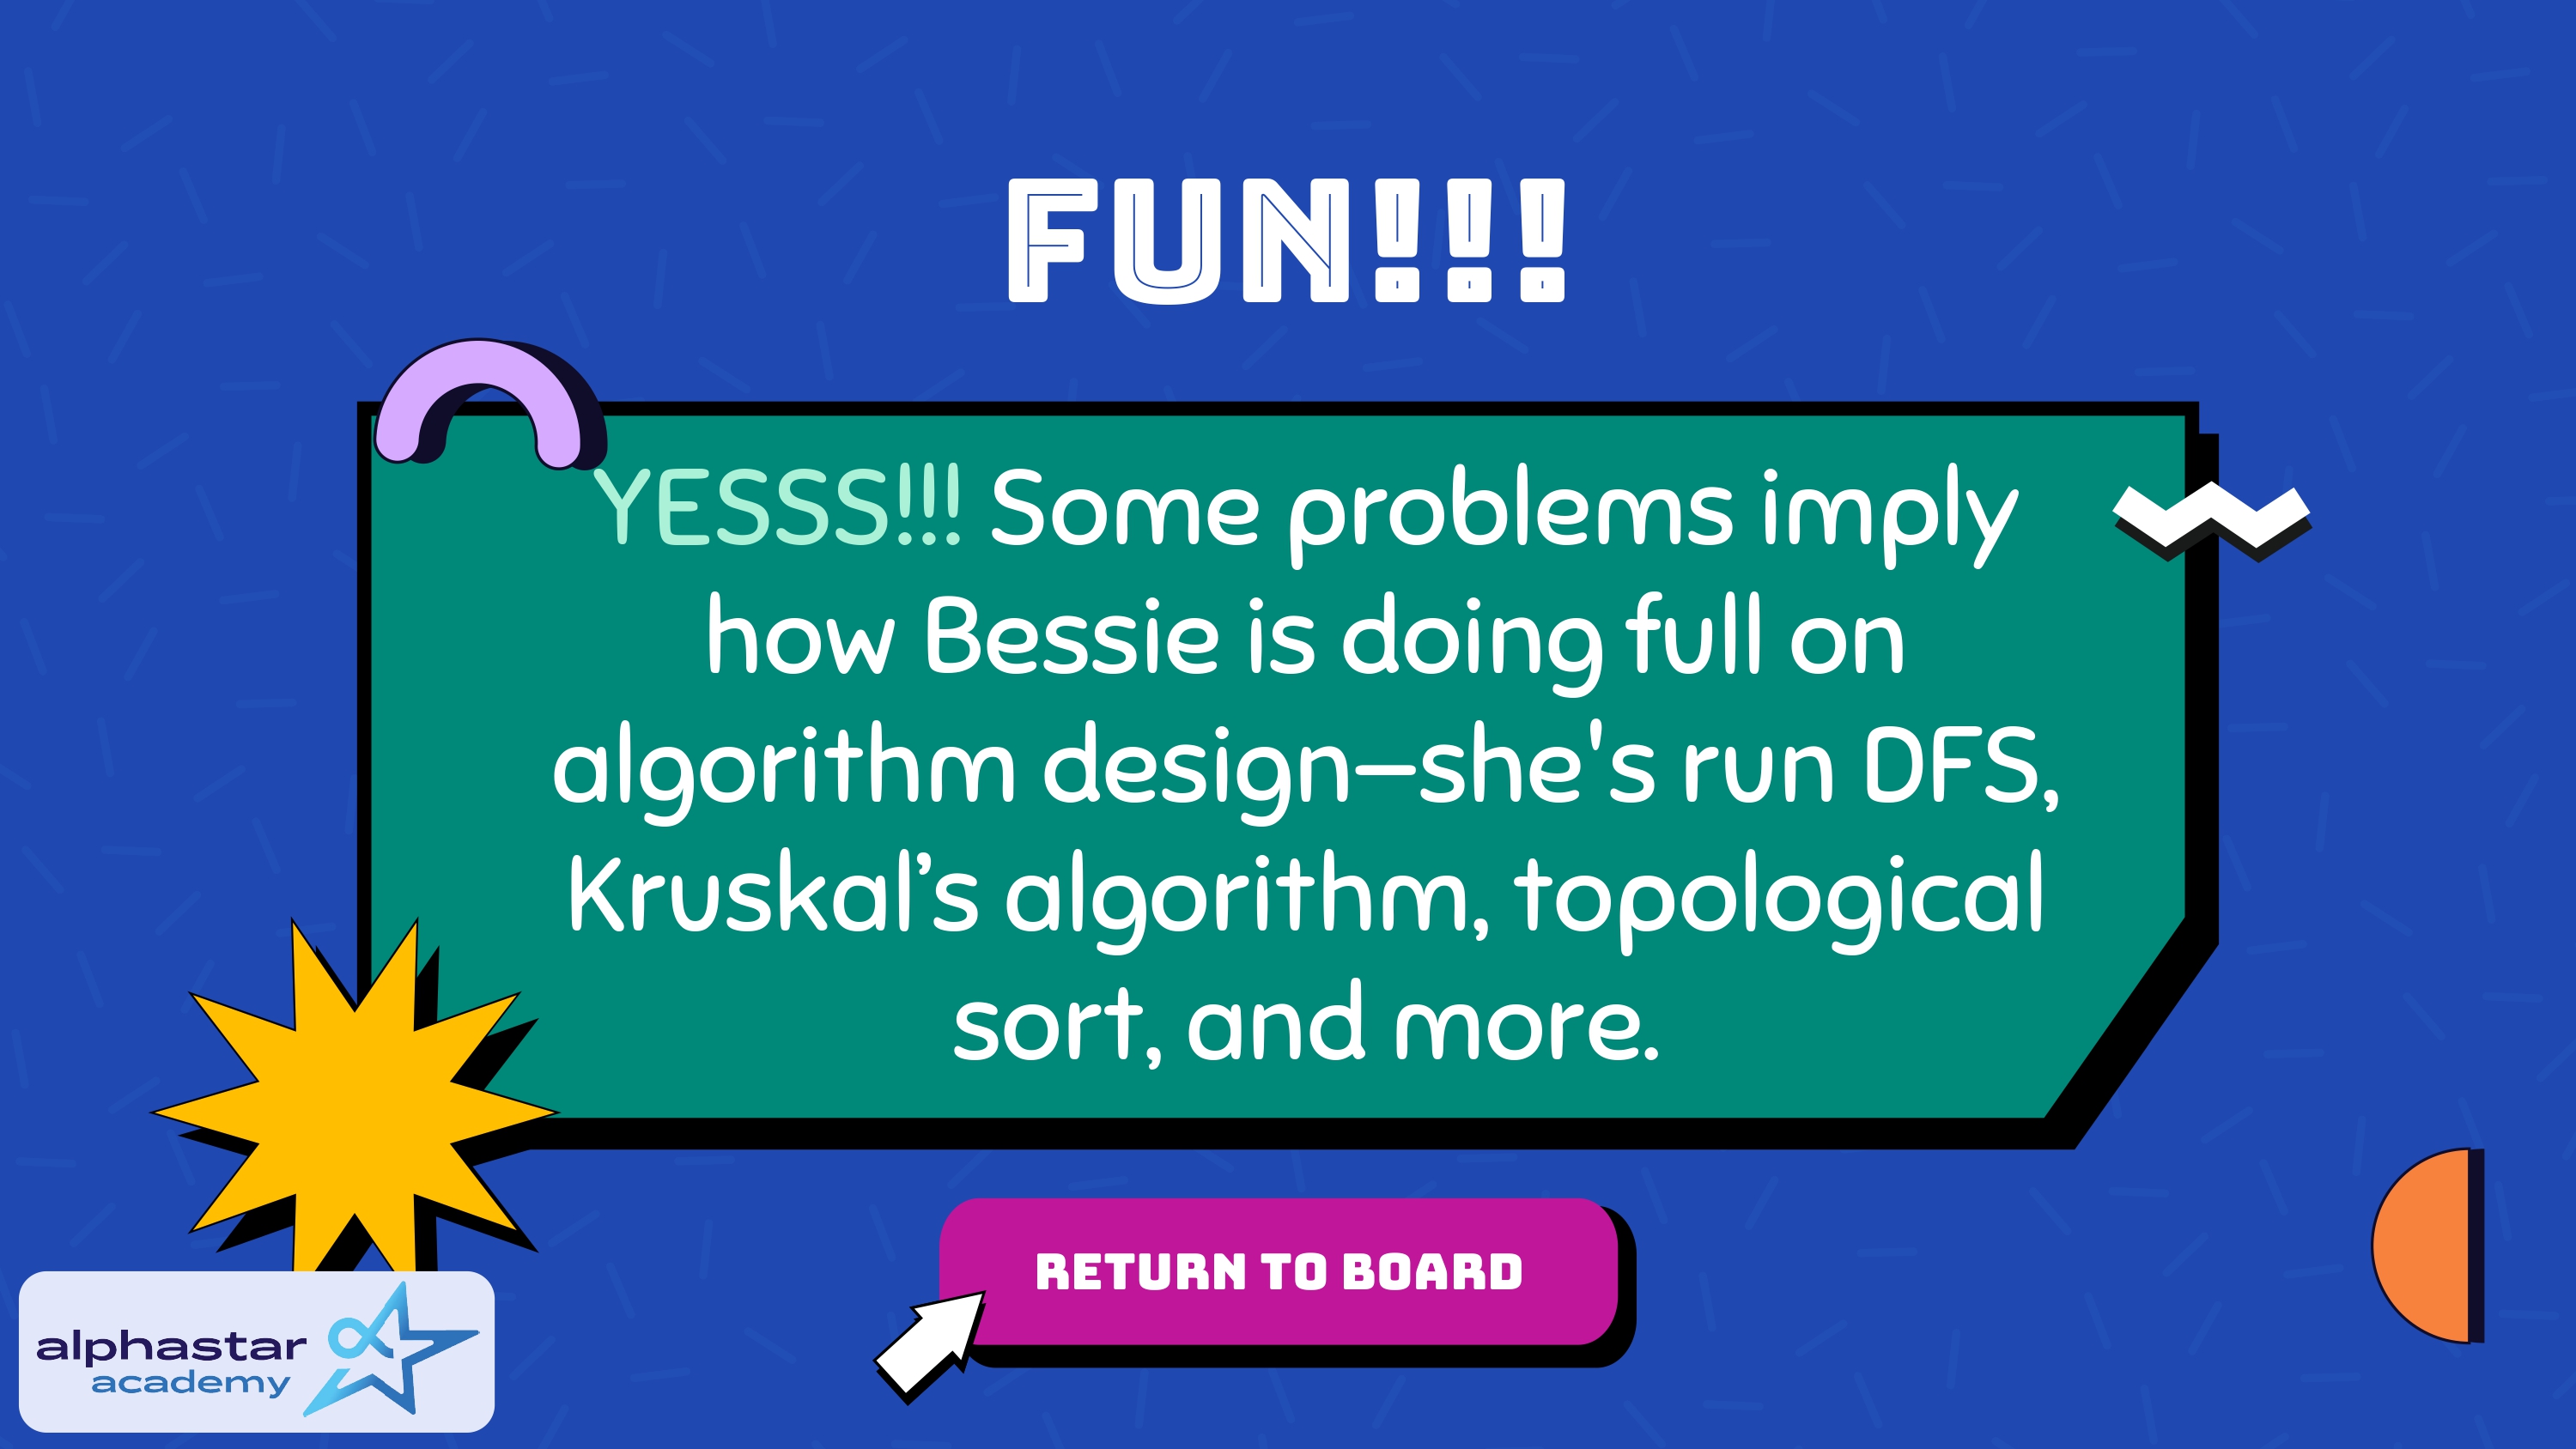 FUN!!!
YESSS!!! Some problems imply
how Bessie is doing full on
algorithm design—she's run DFS,
Kruskal’s algorithm, topological
sort, and more.
RETURN TO BOARD
alphastar
academy